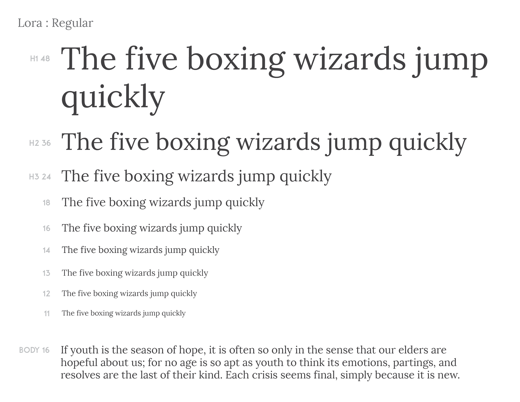 Lora : Regular
H1 48 The five boxing wizards jump
quickly
H2 36 The five boxing wizards jump quickly
H3 24 The five boxing wizards jump quickly
18 The five boxing wizards jump quickly
16 The five boxing wizards jump quickly
14 The five boxing wizards jump quickly
13 The five boxing wizards jump quickly
12 The five boxing wizards jump quickly
11 The five boxing wizards jump quickly
BODY 16 If youth is the season of hope, it is often so only in the sense that our elders are
hopeful about us; for no age is so apt as youth to think its emotions, partings, and
resolves are the last of their kind. Each crisis seems final, simply because it is new.